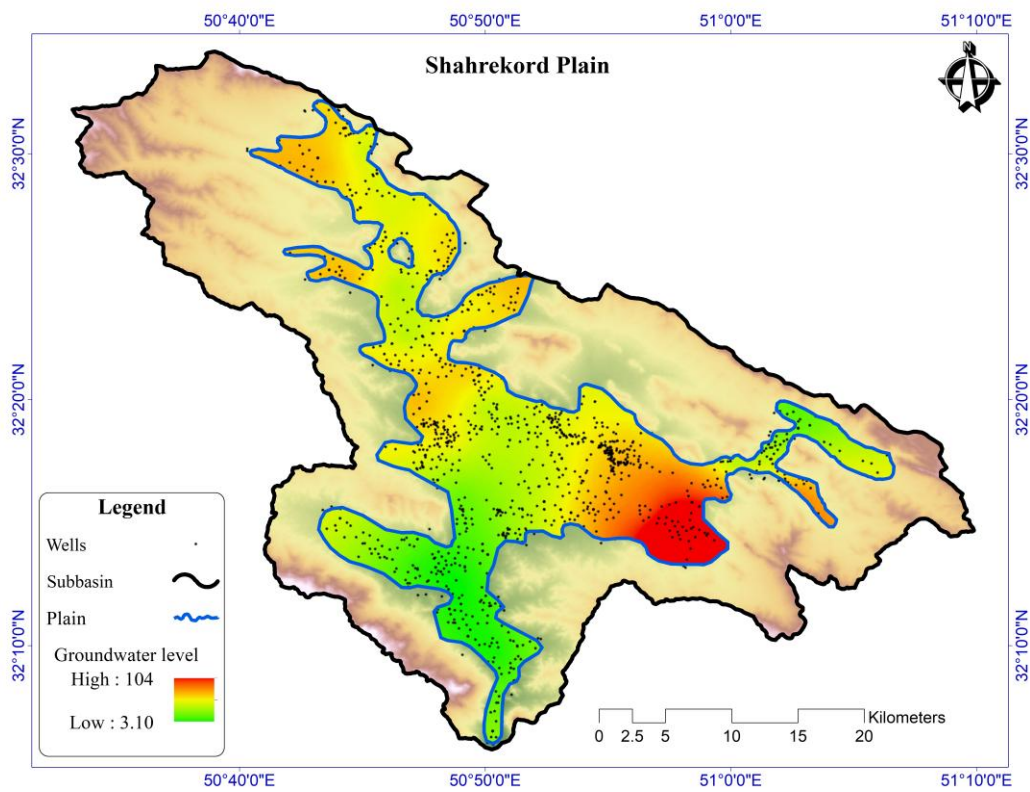 50°40'0"E 50°50'0"E 51°0'0"E 51°10'0"E
Shahrekord Plain
N
32°30'0"N 32°30'0"N
32°20'0"N 32°20'0"N
32°10'0"N 32°10'0"N
Legend
Wells
Subbasin
Plain
Groundwater level
High : 104
Low : 3.10
Kilometers
0 2.5 5 10 15 20
50°40'0"E 50°50'0"E 51°0'0"E 51°10'0"E